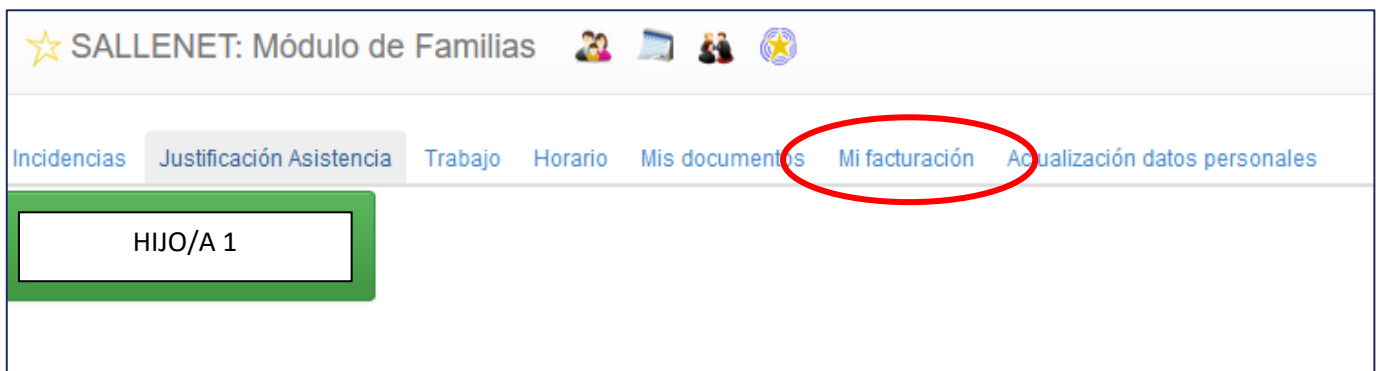 SALLENET: Módulo de Familias
Incidencias Justificación Asistencia Trabajo Horario Mis documentos Mi facturación Actualización datos personales
HIJO/A 1